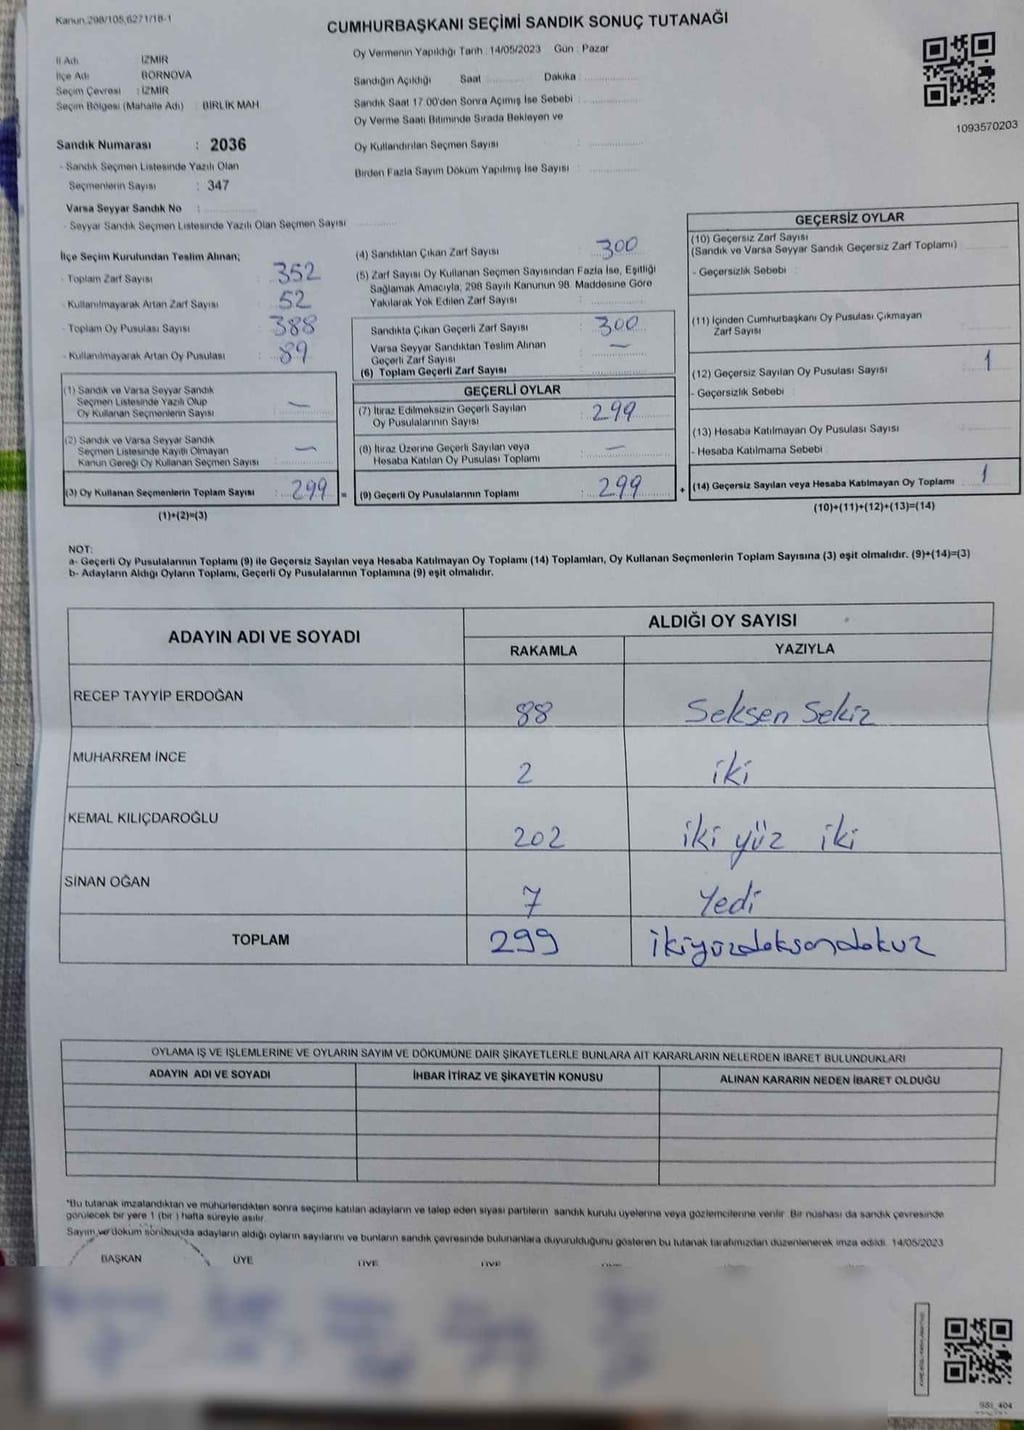 Kanun,298/105,6271/18-1
CUMHURBAŞKANI SEÇİMİ SANDIK SONUÇ TUTANAĞI
İl Adı İZMİR
İlçe Adı BORNOVA
Seçim Çevresi : İZMİR
Seçim Bölgesi (Mahalle Adı) : BİRLİK MAH
Sandık Numarası : 2036
- Sandık Seçmen Listesinde Yazılı Olan
Seçmenlerin Sayısı : 347
Varsa Seyyar Sandık No :
- Seyyar Sandık Seçmen Listesinde Yazılı Olan Seçmen Sayısı
Oy Vermenin Yapıldığı Tarih : 14/05/2023 Gün : Pazar
Sandığın Açıldığı Saat Dakika :
Sandık Saat 17.00'den Sonra Açımış İse Sebebi :
Oy Verme Saati Bitiminde Sırada Bekleyen ve
Oy Kullandırılan Seçmen Sayısı :
Birden Fazla Sayım Döküm Yapılmış İse Sayısı :
1093570203
İlçe Seçim Kurulundan Teslim Alınan;
- Toplam Zarf Sayısı : 352
- Kullanılmayarak Artan Zarf Sayısı : 52
- Toplam Oy Pusulası Sayısı : 388
- Kullanılmayarak Artan Oy Pusulası : 89
(1) Sandık ve Varsa Seyyar Sandık
Seçmen Listesinde Yazılı Olup
Oy Kullanan Seçmenlerin Sayısı : —
(2) Sandık ve Varsa Seyyar Sandık
Seçmen Listesinde Kayıtlı Olmayan
Kanun Gereği Oy Kullanan Seçmen Sayısı : —
(3) Oy Kullanan Seçmenlerin Toplam Sayısı : 299 =
(1)+(2)=(3)
(4) Sandıktan Çıkan Zarf Sayısı : 300
(5) Zarf Sayısı Oy Kullanan Seçmen Sayısından Fazla İse, Eşitliği
Sağlamak Amacıyla, 298 Sayılı Kanunun 98. Maddesine Göre
Yakılarak Yok Edilen Zarf Sayısı :
Sandıkta Çıkan Geçerli Zarf Sayısı : 300
Varsa Seyyar Sandıktan Teslim Alınan
Geçerli Zarf Sayısı : —
(6) Toplam Geçerli Zarf Sayısı :
GEÇERLİ OYLAR
(7) İtiraz Edilmeksizin Geçerli Sayılan
Oy Pusulalarının Sayısı : 299
(8) İtiraz Üzerine Geçerli Sayılan veya
Hesaba Katılan Oy Pusulası Toplamı : —
(9) Geçerli Oy Pusulalarının Toplamı : 299 +
GEÇERSİZ OYLAR
(10) Geçersiz Zarf Sayısı
(Sandık ve Varsa Seyyar Sandık Geçersiz Zarf Toplamı)
- Geçersizlik Sebebi :
(11) İçinden Cumhurbaşkanı Oy Pusulası Çıkmayan
Zarf Sayısı :
(12) Geçersiz Sayılan Oy Pusulası Sayısı : 1
- Geçersizlik Sebebi :
(13) Hesaba Katılmayan Oy Pusulası Sayısı :
- Hesaba Katılmama Sebebi :
(14) Geçersiz Sayılan veya Hesaba Katılmayan Oy Toplamı : 1
(10)+(11)+(12)+(13)=(14)
NOT:
a- Geçerli Oy Pusulalarının Toplamı (9) ile Geçersiz Sayılan veya Hesaba Katılmayan Oy Toplamı (14) Toplamları, Oy Kullanan Seçmenlerin Toplam Sayısına (3) eşit olmalıdır. (9)+(14)=(3)
b- Adayların Aldığı Oyların Toplamı, Geçerli Oy Pusulalarının Toplamına (9) eşit olmalıdır.
ADAYIN ADI VE SOYADI ALDIĞI OY SAYISI
RAKAMLA YAZIYLA
RECEP TAYYİP ERDOĞAN 88 Seksen Sekiz
MUHARREM İNCE 2 iki
KEMAL KILIÇDAROĞLU 202 iki yüz iki
SİNAN OĞAN 7 Yedi
TOPLAM 299 ikiyüzdoksandokuz
OYLAMA İŞ VE İŞLEMLERİNE VE OYLARIN SAYIM VE DÖKÜMÜNE DAİR ŞİKAYETLERLE BUNLARA AİT KARARLARIN NELERDEN İBARET BULUNDUKLARI
ADAYIN ADI VE SOYADI İHBAR İTİRAZ VE ŞİKAYETİN KONUSU ALINAN KARARIN NEDEN İBARET OLDUĞU
*Bu tutanak imzalandıktan ve mühürlendikten sonra seçime katılan adayların ve talep eden siyasi partilerin sandık kurulu üyelerine veya gözlemcilerine verilir. Bir nüshası da sandık çevresinde
görülecek bir yere 1 (bir ) hafta süreyle asılır.
Sayım ve döküm sonucunda adayların aldığı oyların sayılarını ve bunların sandık çevresinde bulunanlara duyurulduğunu gösteren bu tutanak tarafımızdan düzenlenerek imza edildi. 14/05/2023
BAŞKAN ÜYE ÜYE ÜYE